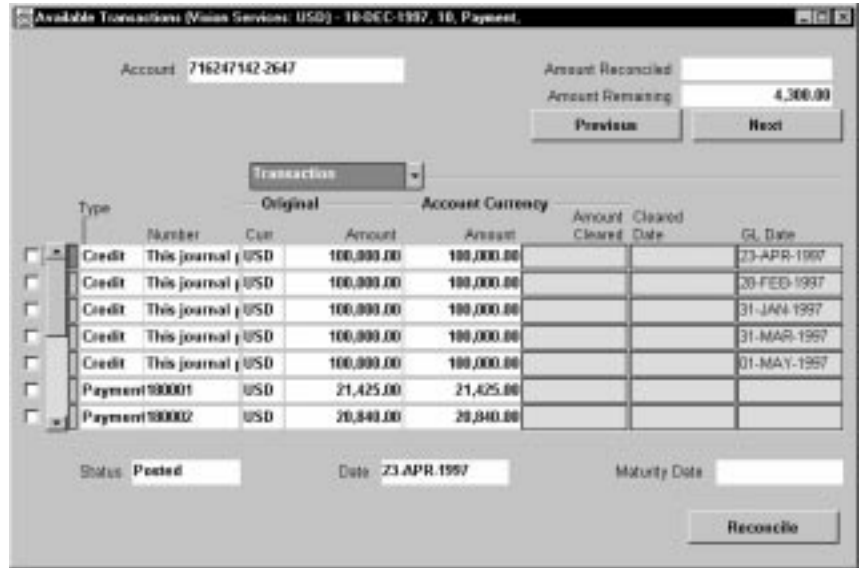 Available Transactions (Vision Services: USD) - 18-DEC-1997, 10, Payment,
Account 716247142-2647 Amount Reconciled
Amount Remaining 4,300.00
Previous Next
Transaction
Original Account Currency
Type Number Curr Amount Amount Amount Cleared Cleared Date GL Date
Credit This journal p USD 100,000.00 100,000.00 23-APR-1997
Credit This journal p USD 100,000.00 100,000.00 28-FEB-1997
Credit This journal p USD 100,000.00 100,000.00 31-JAN-1997
Credit This journal p USD 100,000.00 100,000.00 31-MAR-1997
Credit This journal p USD 100,000.00 100,000.00 01-MAY-1997
Payment 180001 USD 21,425.00 21,425.00
Payment 180002 USD 20,840.00 20,840.00
Status Posted Date 23-APR-1997 Maturity Date
Reconcile